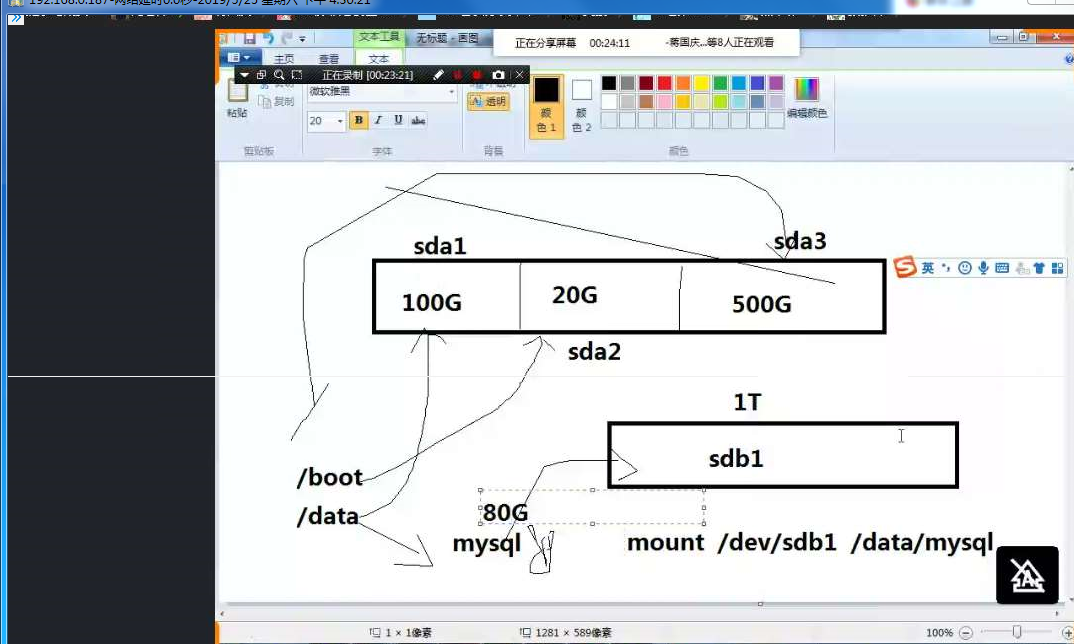 192.168.0.187-网络延时0.0秒-2019/5/25 星期六 下午 4:50:21
文本工具 无标题 - 画图
正在分享屏幕 00:24:11 -蒋国庆...等8人正在观看
主页 查看 文本
正在录制 [00:23:21]
粘贴 复制
微软雅黑
20 B I U abc
透明
颜色 1 颜色 2
编辑颜色
剪贴板 字体 背景 颜色
sda1 sda3
英
100G 20G 500G
sda2
1T
sdb1
/boot
/data
80G
mysql mount /dev/sdb1 /data/mysql
1 × 1像素 1281 × 589像素 100%